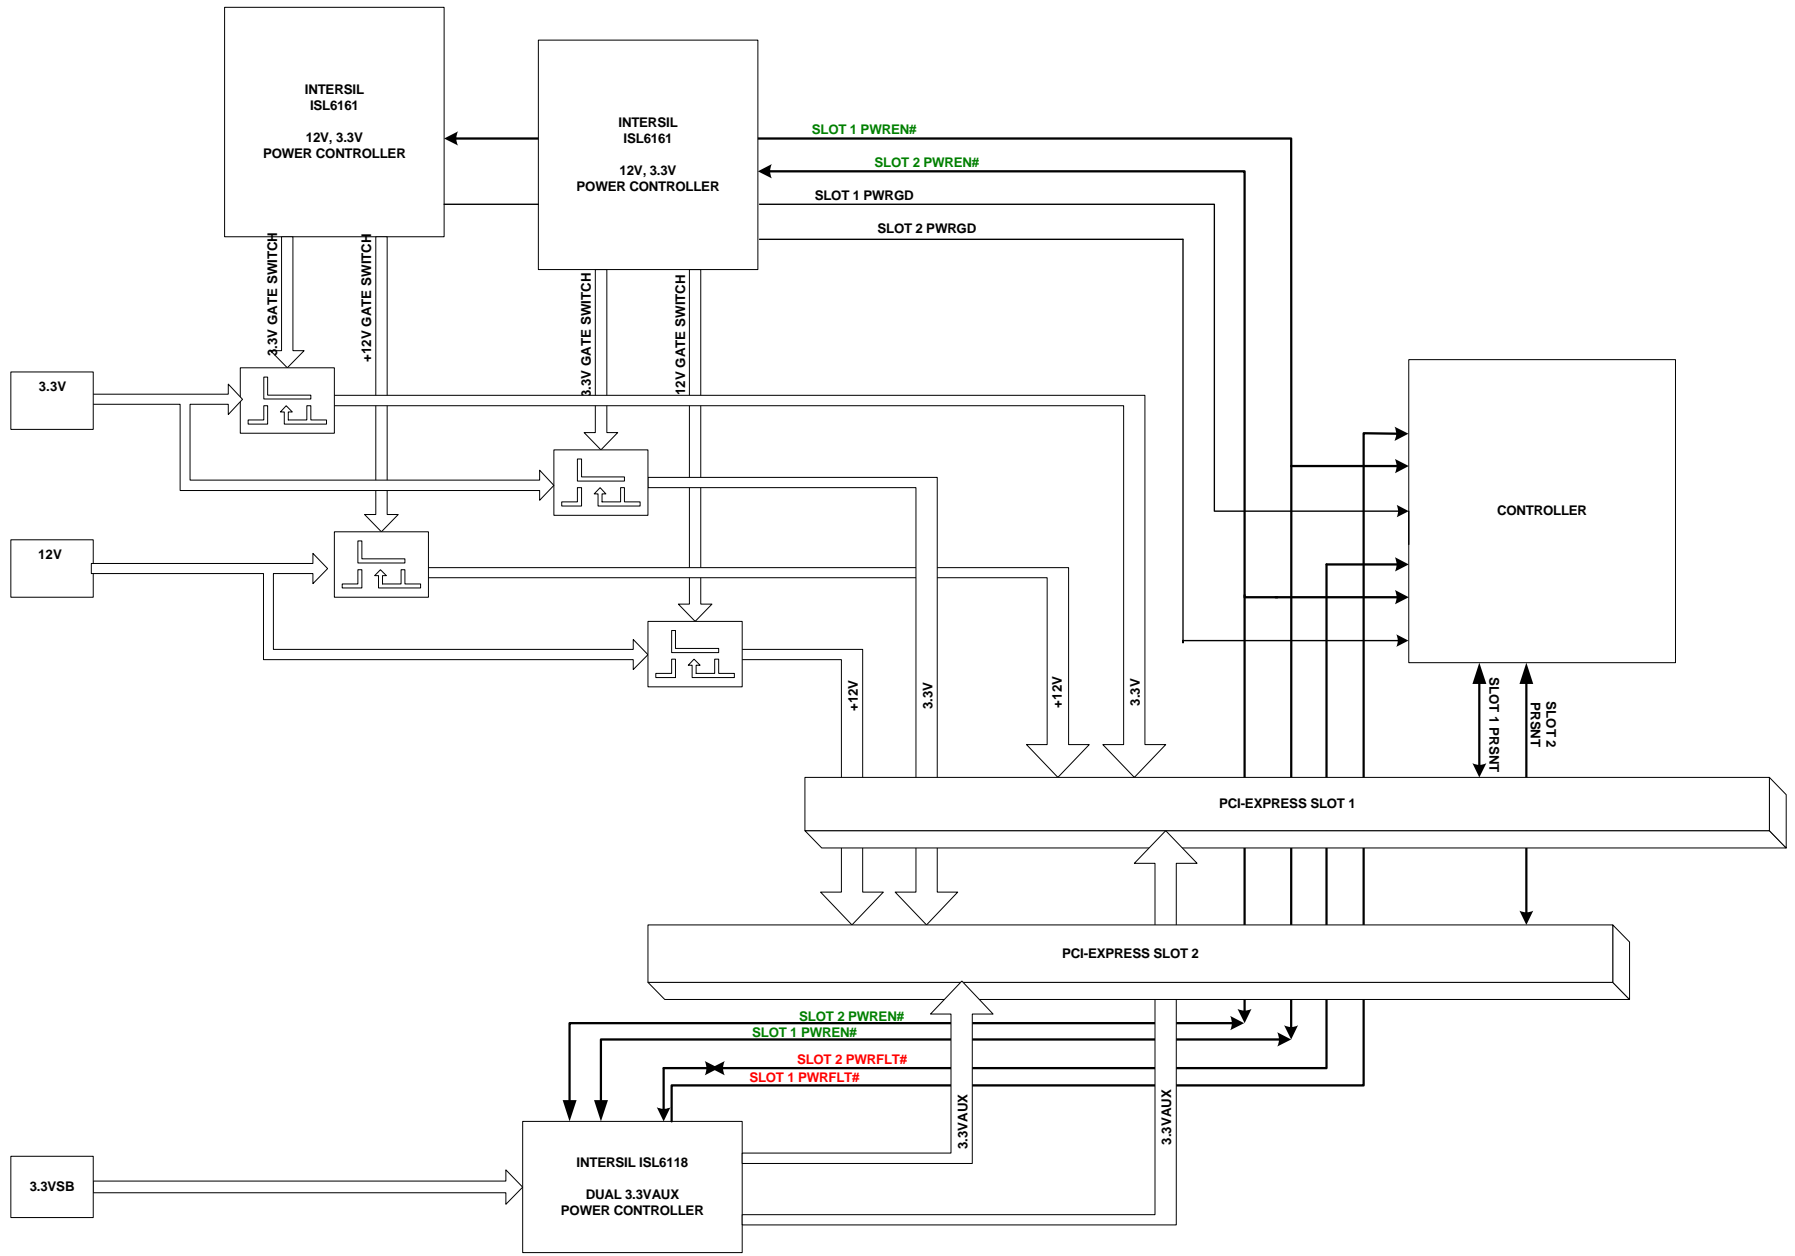 INTERSIL
ISL6161
12V, 3.3V
POWER CONTROLLER
INTERSIL
ISL6161
12V, 3.3V
POWER CONTROLLER
SLOT 1 PWREN#
SLOT 2 PWREN#
SLOT 1 PWRGD
SLOT 2 PWRGD
3.3V GATE SWITCH
+12V GATE SWITCH
3.3V GATE SWITCH
12V GATE SWITCH
3.3V
12V
CONTROLLER
+12V
3.3V
+12V
3.3V
SLOT 1 PRSNT
SLOT 2
PRSNT
PCI-EXPRESS SLOT 1
PCI-EXPRESS SLOT 2
SLOT 2 PWREN#
SLOT 1 PWREN#
SLOT 2 PWRFLT#
SLOT 1 PWRFLT#
3.3VAUX
3.3VAUX
3.3VSB
INTERSIL ISL6118
DUAL 3.3VAUX
POWER CONTROLLER